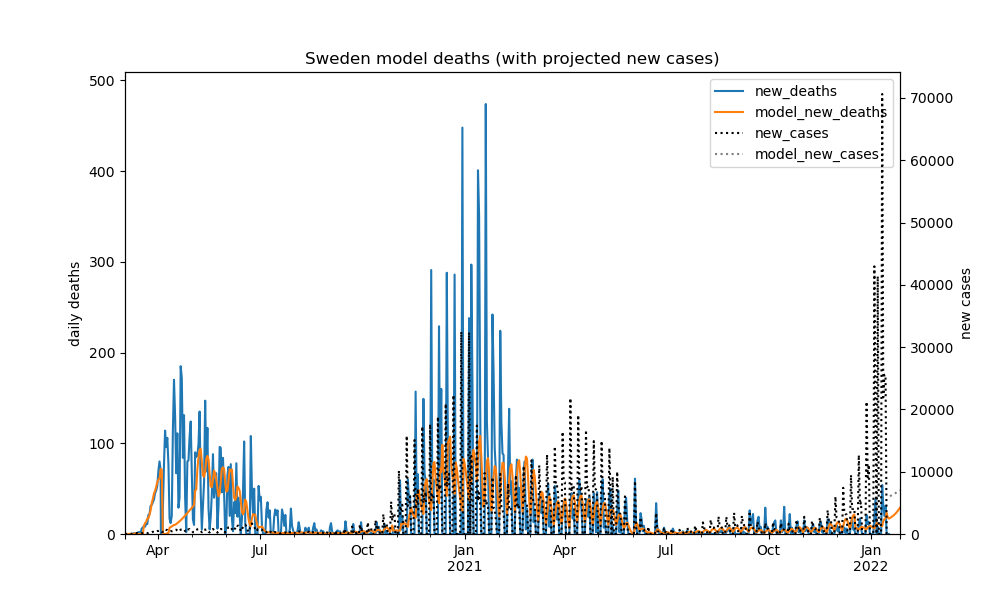 Sweden model deaths (with projected new cases)
500
400
300
200
100
0
daily deaths
70000
60000
50000
40000
30000
20000
10000
0
new cases
new_deaths
model_new_deaths
new_cases
model_new_cases
Apr
Jul
Oct
Jan
2021
Apr
Jul
Oct
Jan
2022